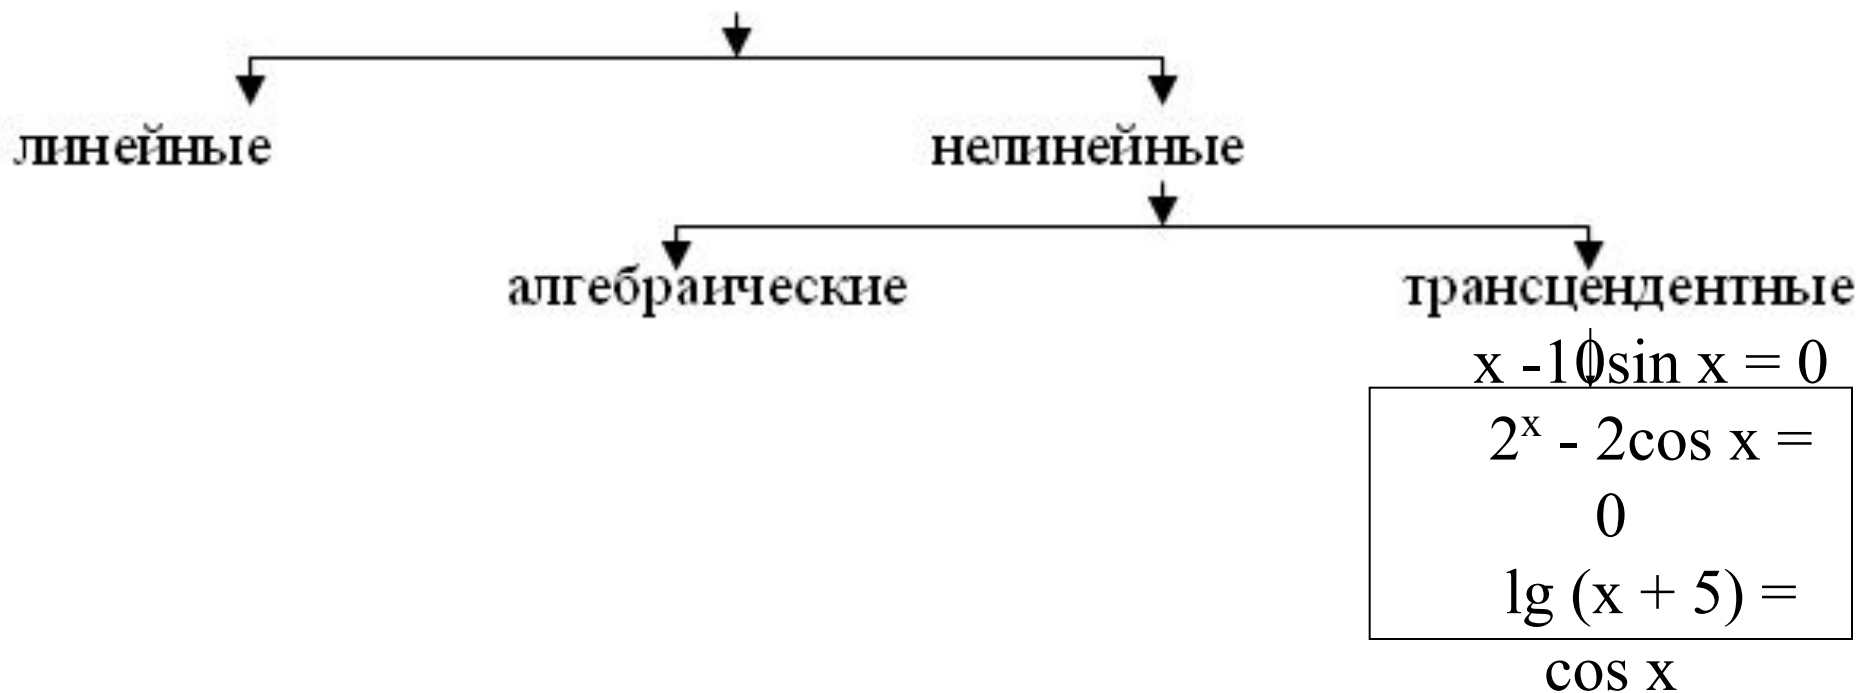 линейные нелинейные
алгебраические трансцендентные
x -10sin x = 0
2ˣ - 2cos x =
0
lg (x + 5) =
cos x